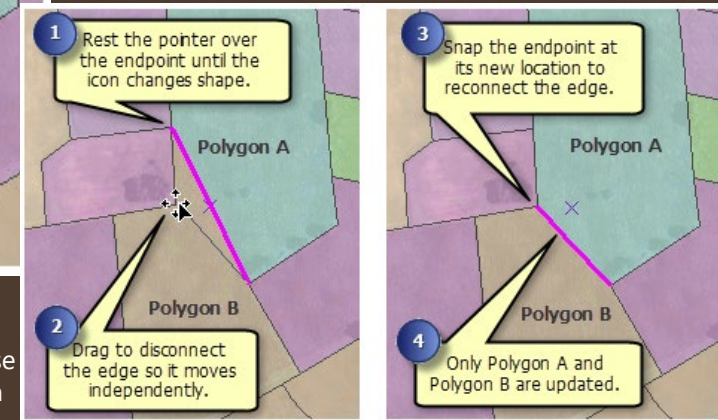 1
Rest the pointer over
the endpoint until the
icon changes shape.
Polygon A
Polygon B
2
Drag to disconnect
the edge so it moves
independently.
3
Snap the endpoint at
its new location to
reconnect the edge.
Polygon A
Polygon B
4
Only Polygon A and
Polygon B are updated.